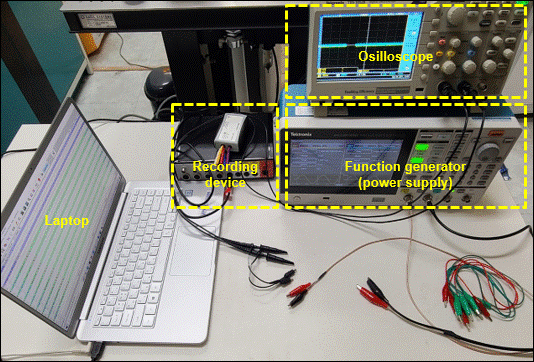 Osilloscope
Tektronix
Recording
device
Function generator
(power supply)
Laptop